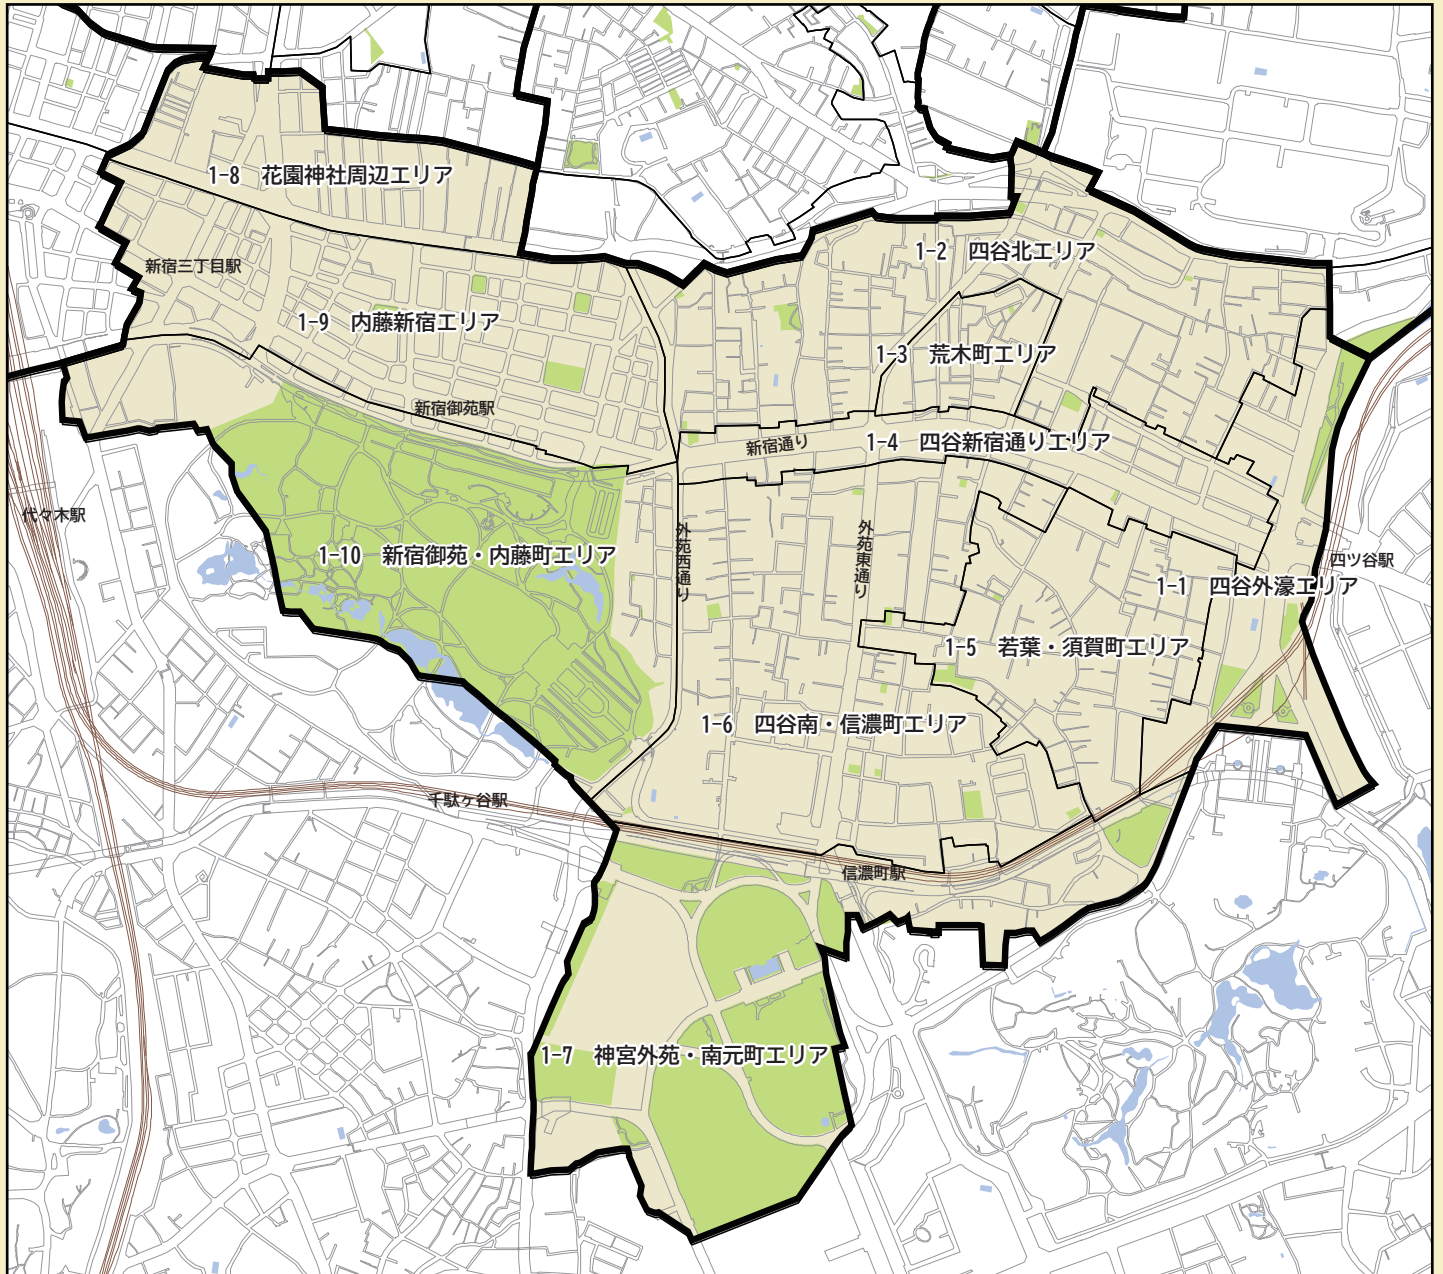 1-8　花園神社周辺エリア
1-2　四谷北エリア
新宿三丁目駅
1-9　内藤新宿エリア
1-3　荒木町エリア
新宿御苑駅
新宿通り
1-4　四谷新宿通りエリア
代々木駅
外苑西通り
外苑東通り
1-10　新宿御苑・内藤町エリア
四ツ谷駅
1-1　四谷外濠エリア
1-5　若葉・須賀町エリア
1-6　四谷南・信濃町エリア
千駄ヶ谷駅
信濃町駅
1-7　神宮外苑・南元町エリア